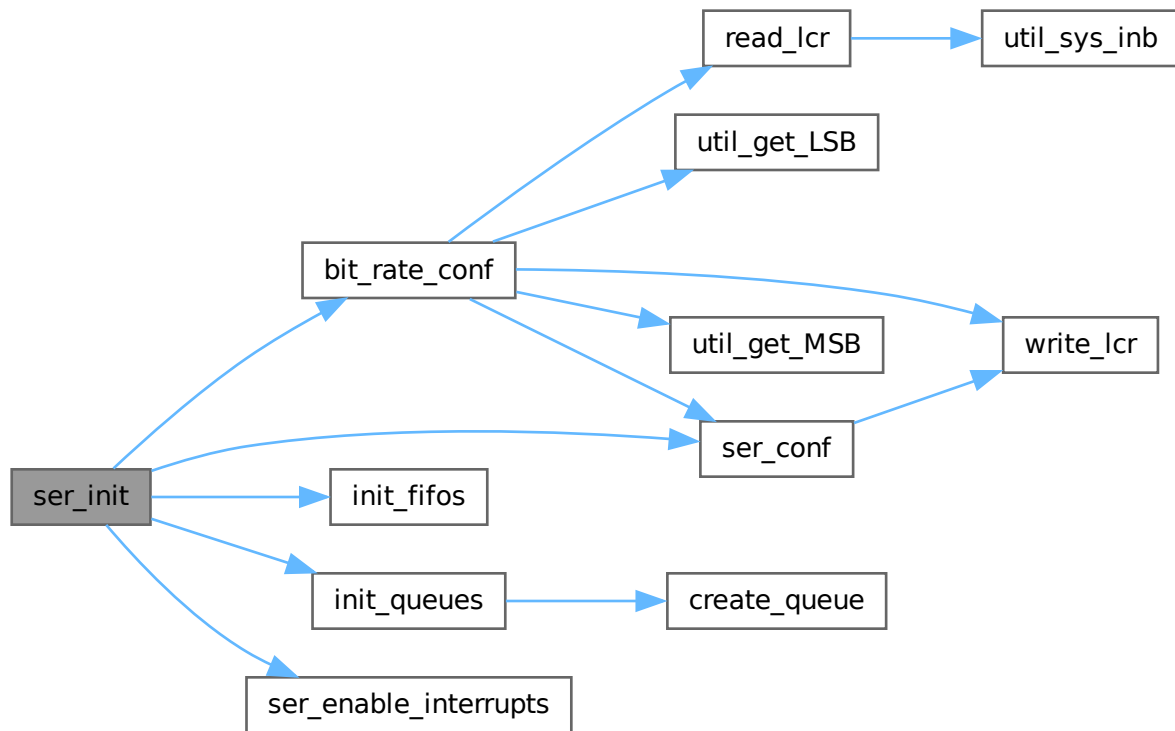 read_lcr
util_sys_inb
util_get_LSB
bit_rate_conf
util_get_MSB
write_lcr
ser_conf
ser_init
init_fifos
init_queues
create_queue
ser_enable_interrupts